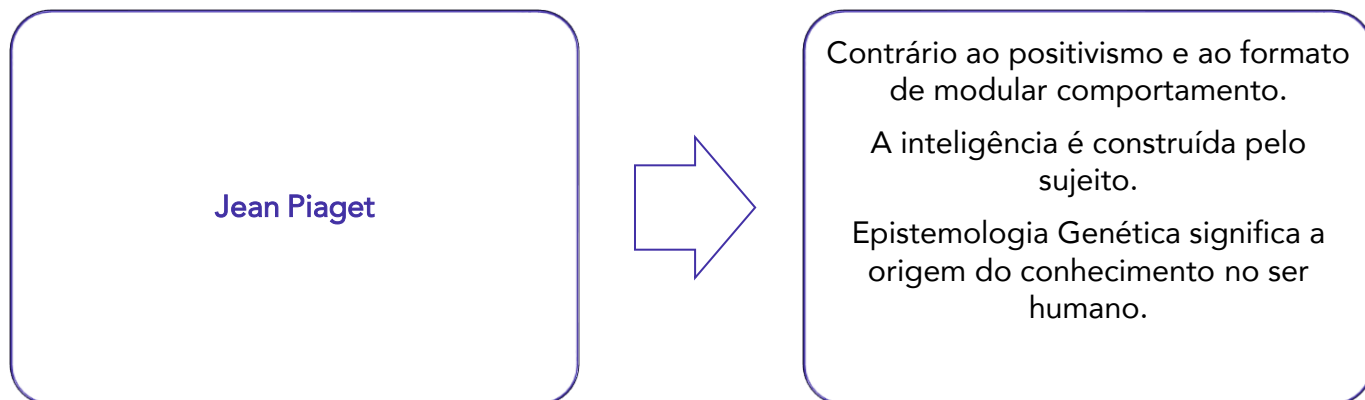 Jean Piaget
Contrário ao positivismo e ao formato
de modular comportamento.
A inteligência é construída pelo
sujeito.
Epistemologia Genética significa a
origem do conhecimento no ser
humano.